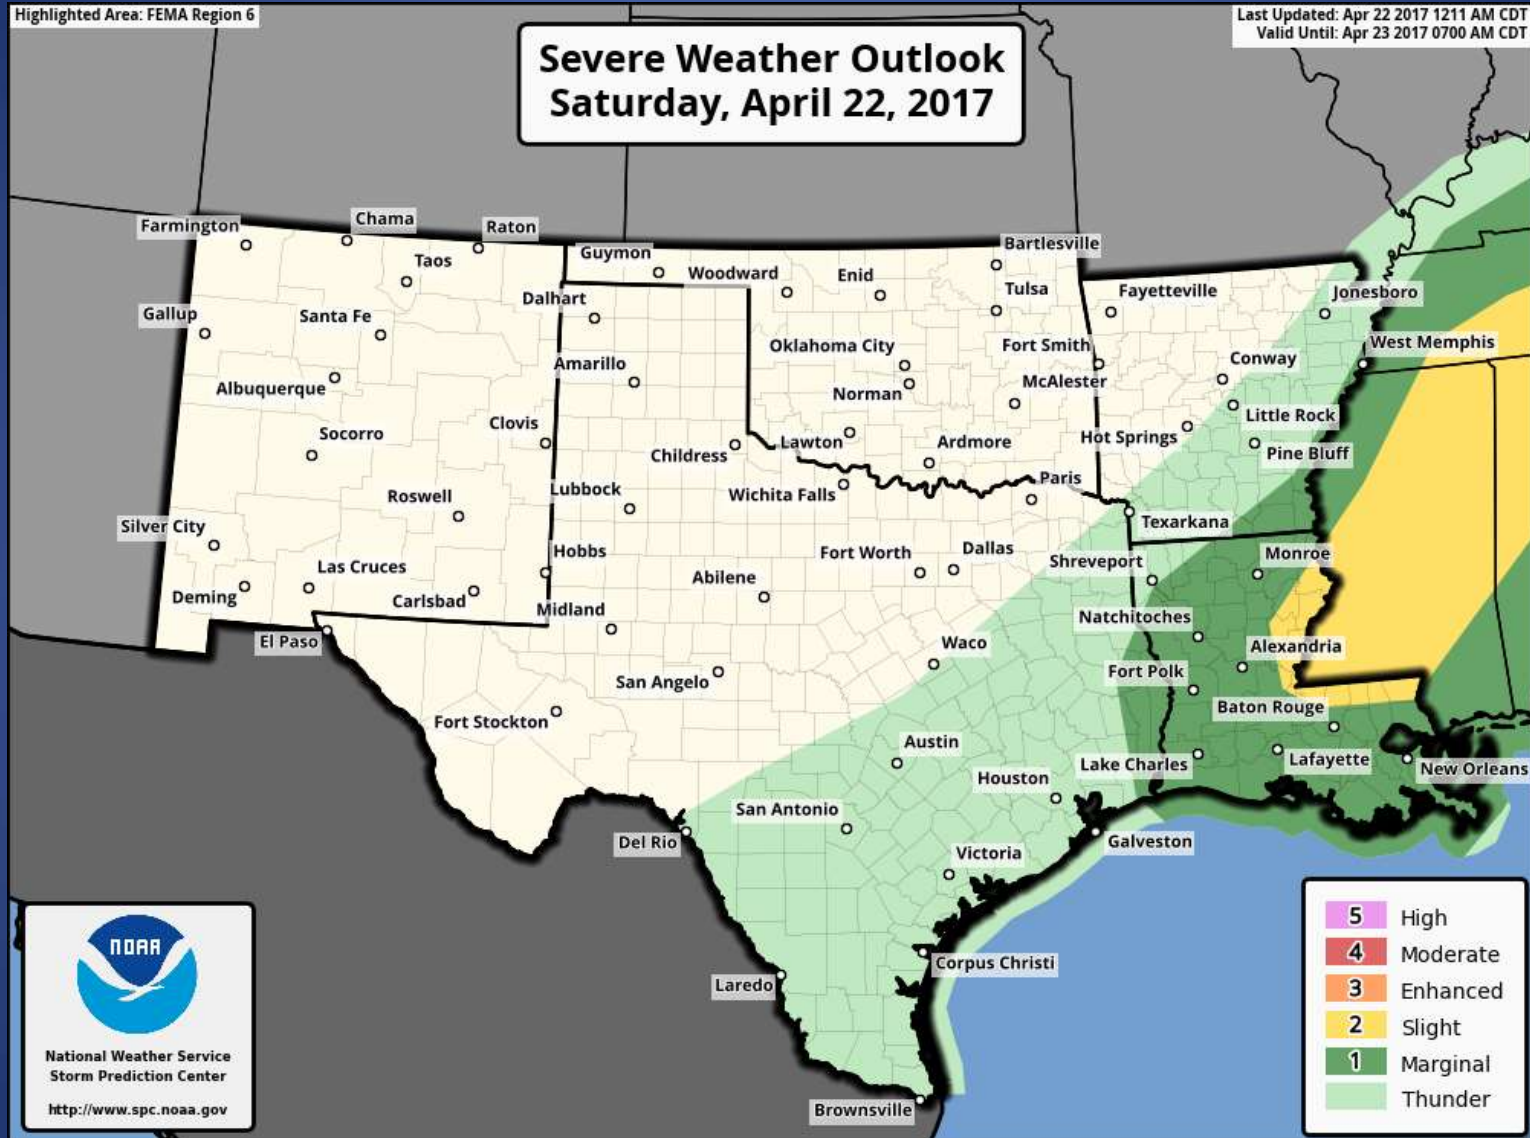 Highlighted Area: FEMA Region 6
Last Updated: Apr 22 2017 1211 AM CDT
Valid Until: Apr 23 2017 0700 AM CDT
Severe Weather Outlook
Saturday, April 22, 2017
Farmington
Chama
Raton
Taos
Guymon
Woodward
Enid
Bartlesville
Tulsa
Fayetteville
Jonesboro
Gallup
Santa Fe
Dalhart
Oklahoma City
Fort Smith
West Memphis
Albuquerque
Amarillo
Norman
McAlester
Conway
Little Rock
Socorro
Clovis
Childress
Lawton
Ardmore
Hot Springs
Pine Bluff
Roswell
Lubbock
Wichita Falls
Paris
Texarkana
Silver City
Las Cruces
Hobbs
Abilene
Fort Worth
Dallas
Shreveport
Monroe
Deming
Carlsbad
Midland
Natchitoches
El Paso
San Angelo
Waco
Fort Polk
Alexandria
Fort Stockton
Austin
Baton Rouge
Houston
Lake Charles
Lafayette
New Orleans
San Antonio
Del Rio
Victoria
Galveston
Laredo
Corpus Christi
Brownsville
NOAA
National Weather Service
Storm Prediction Center
http://www.spc.noaa.gov
5 High
4 Moderate
3 Enhanced
2 Slight
1 Marginal
Thunder